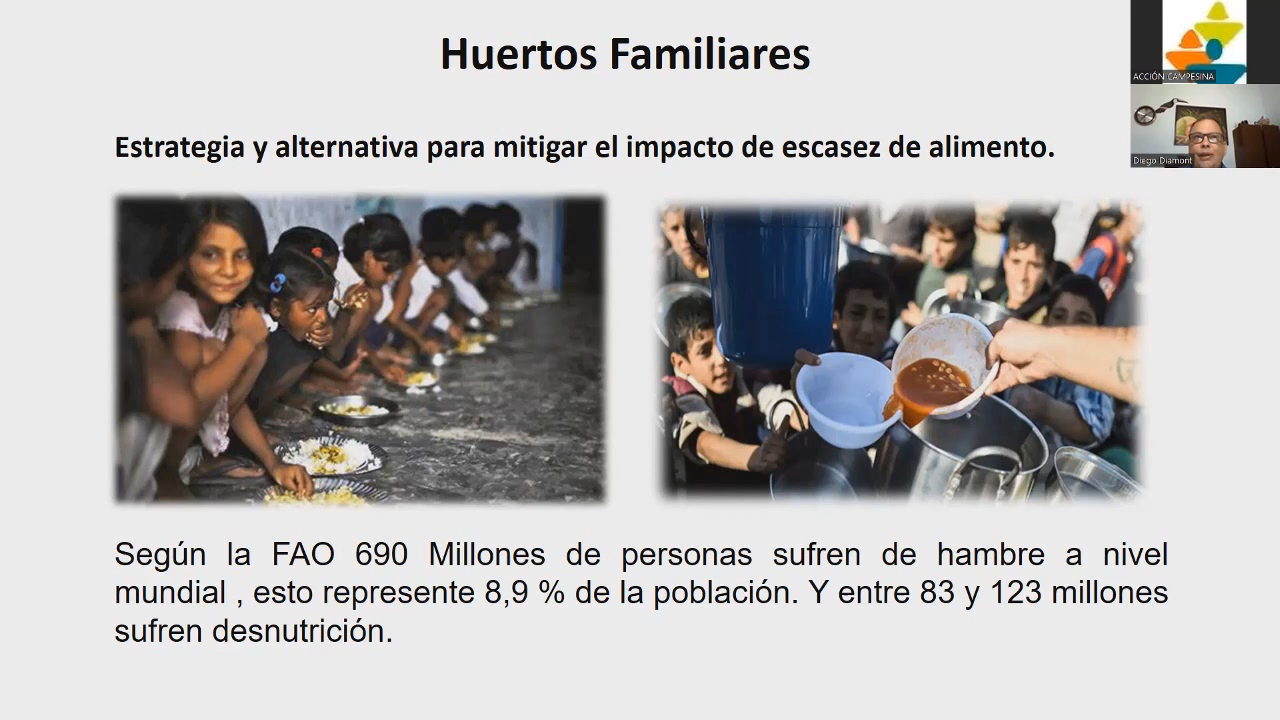 Huertos Familiares
ACCIÓN CAMPESINA
Diego Diamont
Estrategia y alternativa para mitigar el impacto de escasez de alimento.
Según la FAO 690 Millones de personas sufren de hambre a nivel
mundial , esto represente 8,9 % de la población. Y entre 83 y 123 millones
sufren desnutrición.